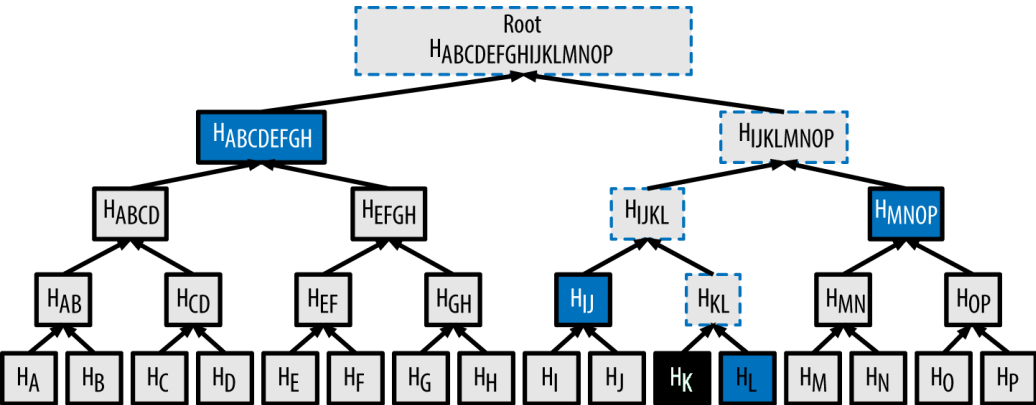 Root
HABCDEFGHIJKLMNOP
HABCDEFGH
HIJKLMNOP
HABCD
HEFGH
HIJKL
HMNOP
HAB
HCD
HEF
HGH
HIJ
HKL
HMN
HOP
HA
HB
HC
HD
HE
HF
HG
HH
HI
HJ
HK
HL
HM
HN
HO
HP